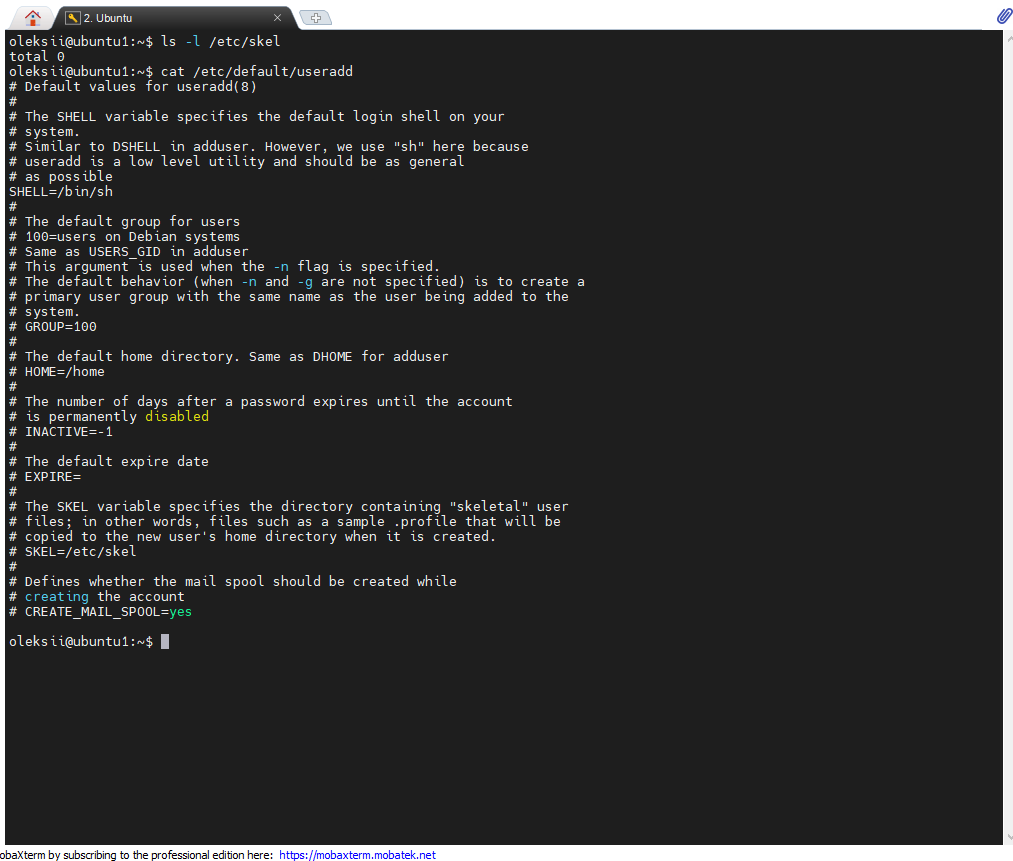 2. Ubuntu
oleksii@ubuntu1:~$ ls -l /etc/skel
total 0
oleksii@ubuntu1:~$ cat /etc/default/useradd
# Default values for useradd(8)
#
# The SHELL variable specifies the default login shell on your
# system.
# Similar to DSHELL in adduser. However, we use "sh" here because
# useradd is a low level utility and should be as general
# as possible
SHELL=/bin/sh
#
# The default group for users
# 100=users on Debian systems
# Same as USERS_GID in adduser
# This argument is used when the -n flag is specified.
# The default behavior (when -n and -g are not specified) is to create a
# primary user group with the same name as the user being added to the
# system.
# GROUP=100
#
# The default home directory. Same as DHOME for adduser
# HOME=/home
#
# The number of days after a password expires until the account
# is permanently disabled
# INACTIVE=-1
#
# The default expire date
# EXPIRE=
#
# The SKEL variable specifies the directory containing "skeletal" user
# files; in other words, files such as a sample .profile that will be
# copied to the new user's home directory when it is created.
# SKEL=/etc/skel
#
# Defines whether the mail spool should be created while
# creating the account
# CREATE_MAIL_SPOOL=yes
oleksii@ubuntu1:~$
obaXterm by subscribing to the professional edition here: https://mobaxterm.mobatek.net